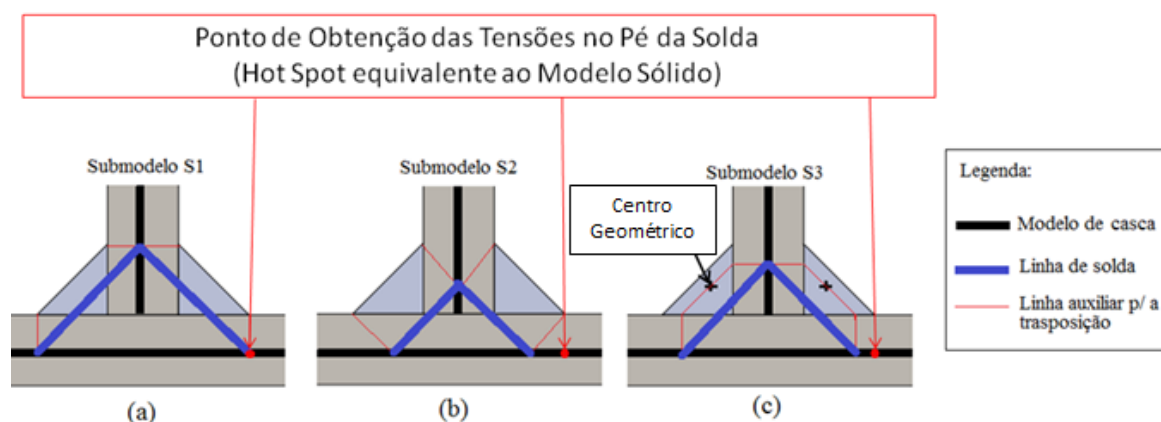 Ponto de Obtenção das Tensões no Pé da Solda
(Hot Spot equivalente ao Modelo Sólido)
Submodelo S1
Submodelo S2
Submodelo S3
Centro
Geométrico
(a)
(b)
(c)
Legenda:
Modelo de casca
Linha de solda
Linha auxiliar p/ a
trasposição